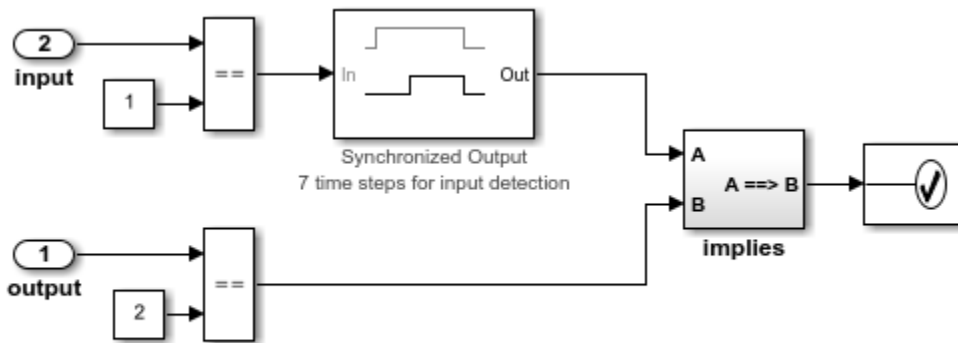 2
input
1
==
In
Out
Synchronized Output
7 time steps for input detection
A
B
A ==> B
implies
1
output
2
==